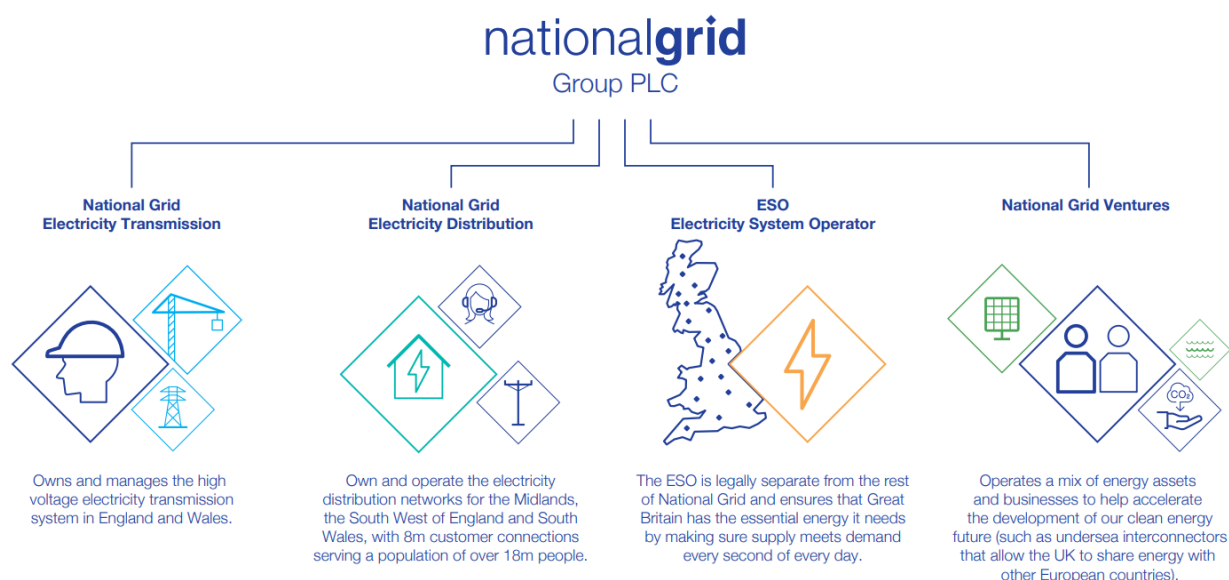 nationalgrid
Group PLC
National Grid
Electricity Transmission
National Grid
Electricity Distribution
ESO
Electricity System Operator
National Grid Ventures
CO₂
Owns and manages the high
voltage electricity transmission
system in England and Wales.
Own and operate the electricity
distribution networks for the Midlands,
the South West of England and South
Wales, with 8m customer connections
serving a population of over 18m people.
The ESO is legally separate from the rest
of National Grid and ensures that Great
Britain has the essential energy it needs
by making sure supply meets demand
every second of every day.
Operates a mix of energy assets
and businesses to help accelerate
the development of our clean energy
future (such as undersea interconnectors
that allow the UK to share energy with
other European countries).